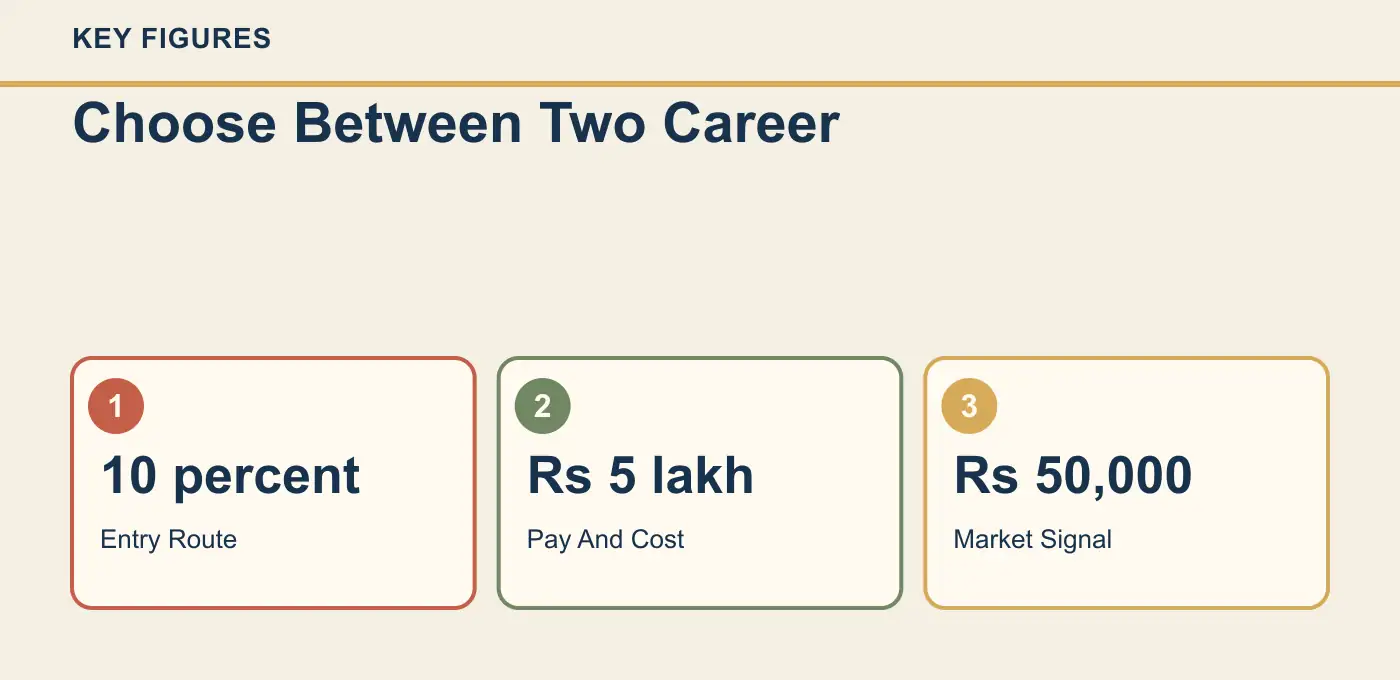 KEY FIGURES
Choose Between Two Career
1
10 percent
Entry Route
2
Rs 5 lakh
Pay And Cost
3
Rs 50,000
Market Signal